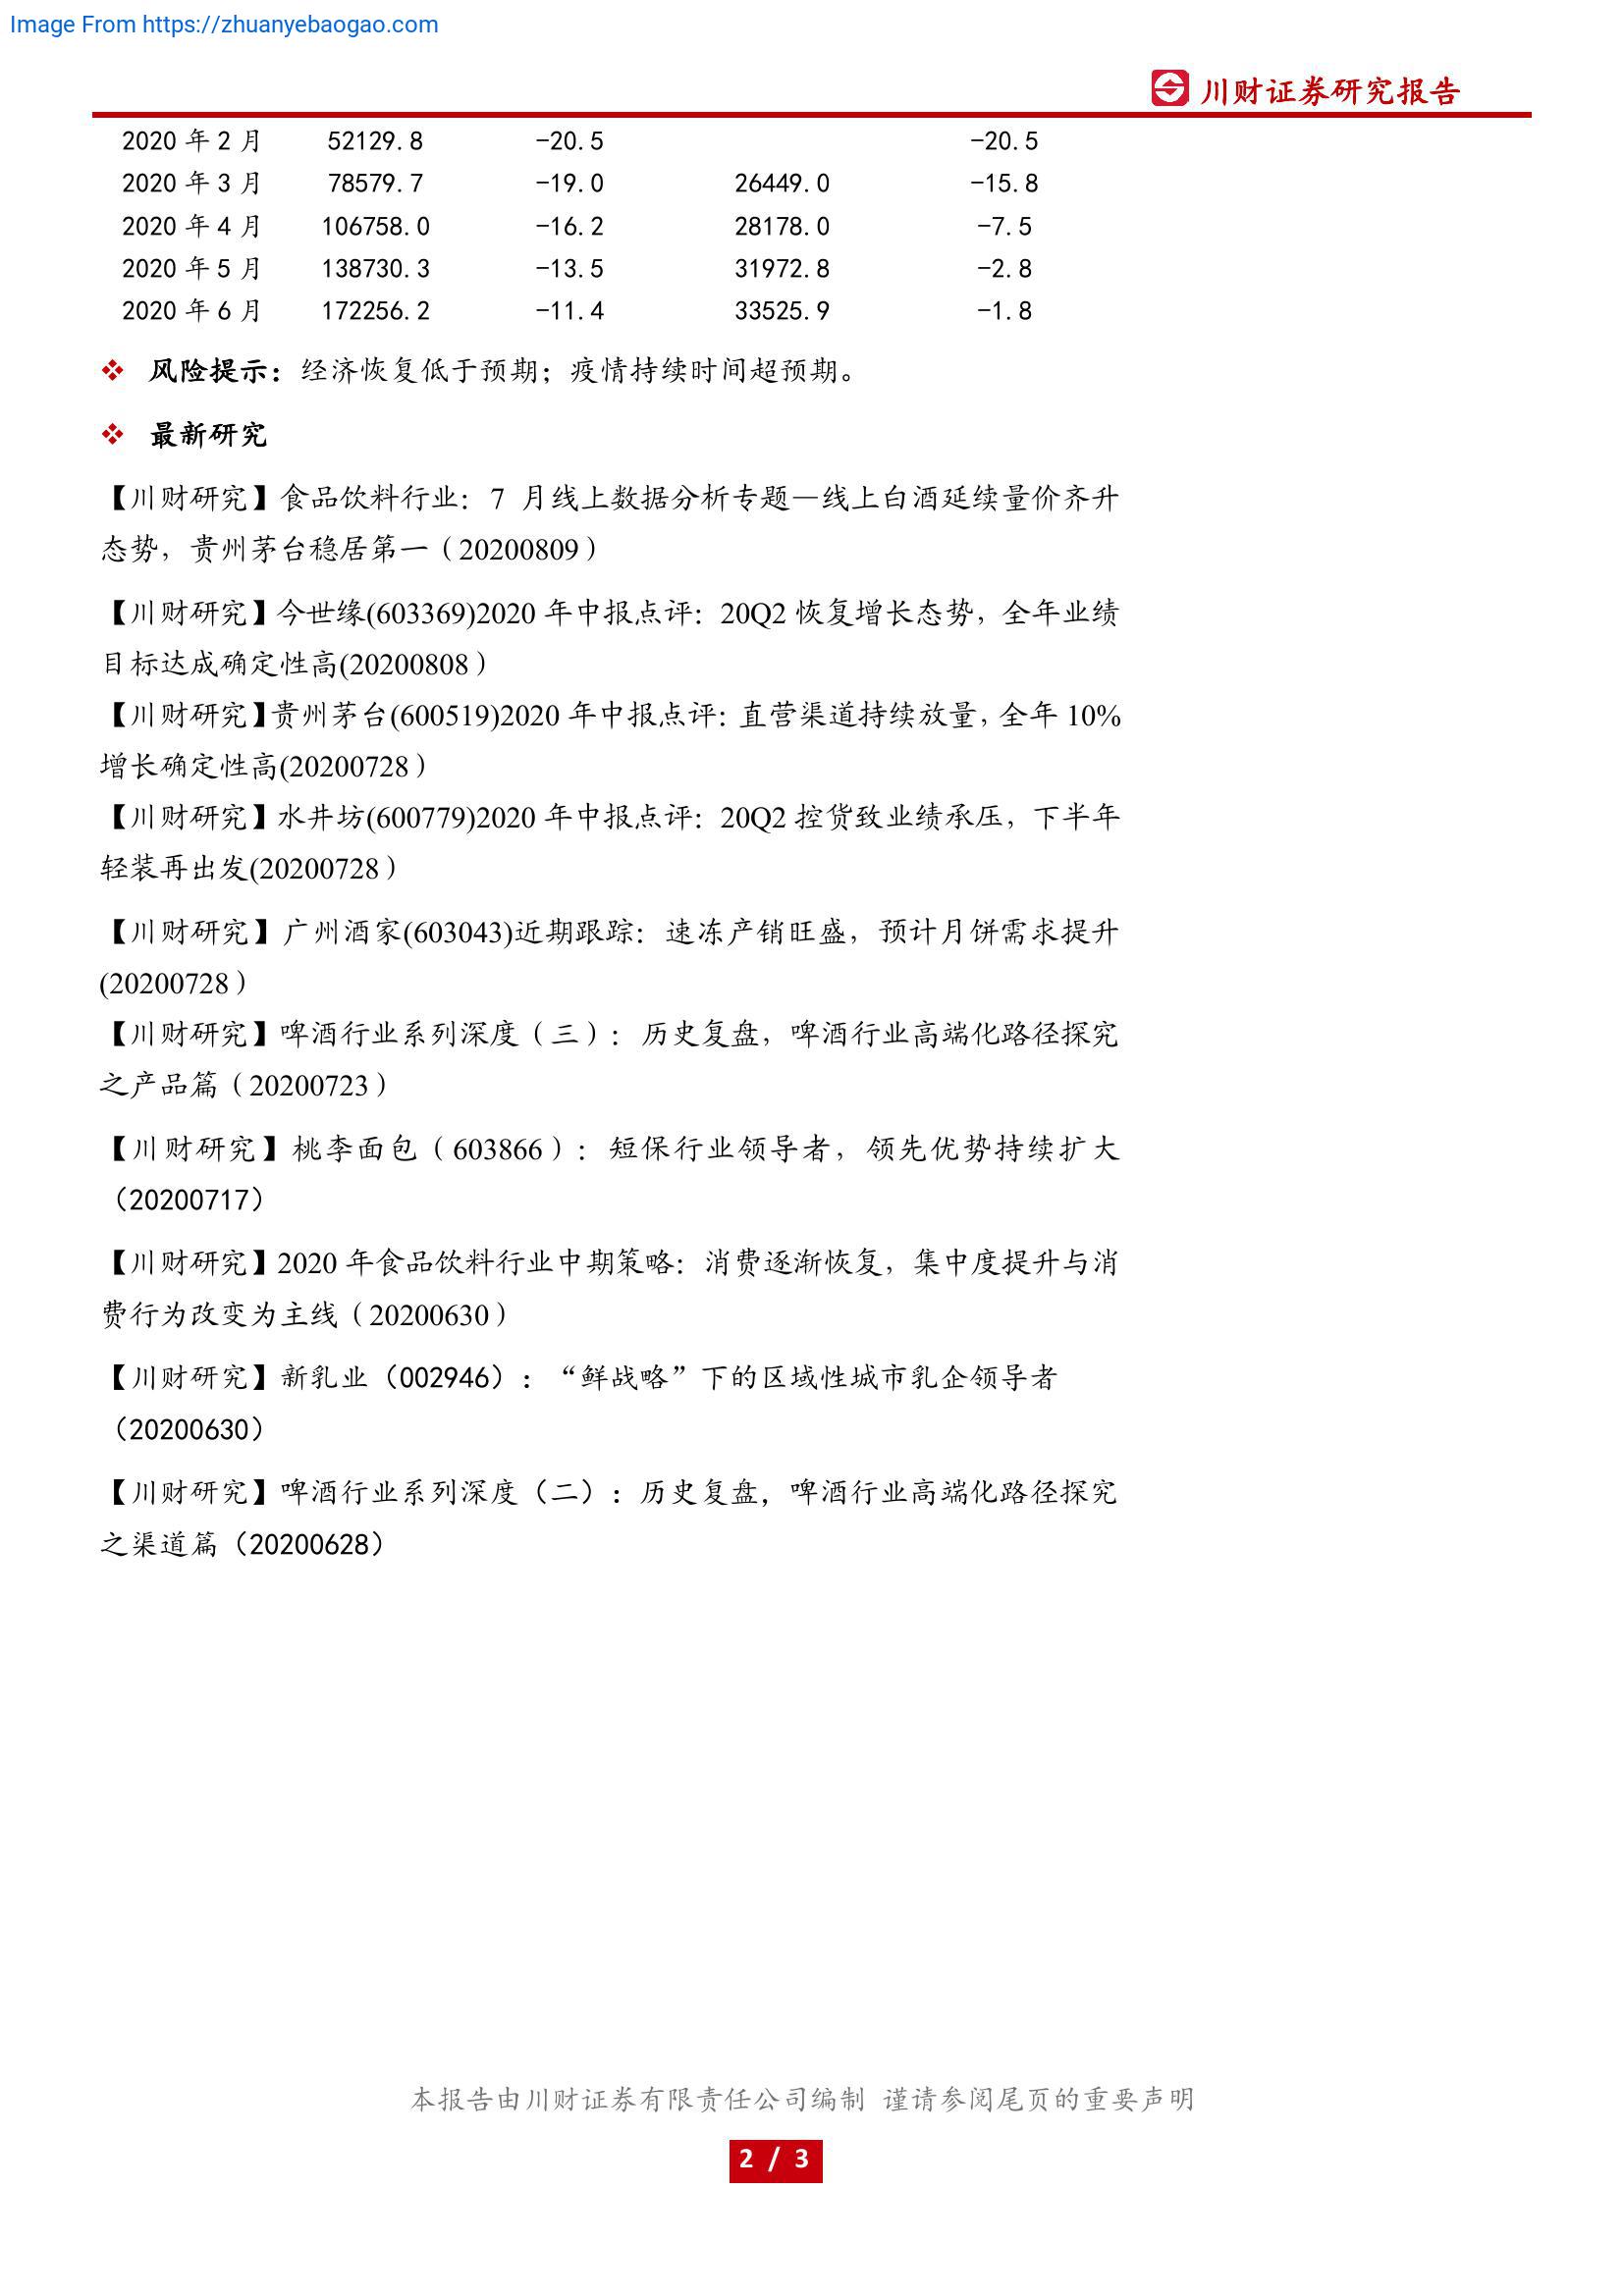 Image From https://zhuanyebaogao.com
川财证券研究报告
2020 年 2 月 52129.8 -20.5 -20.5
2020 年 3 月 78579.7 -19.0 26449.0 -15.8
2020 年 4 月 106758.0 -16.2 28178.0 -7.5
2020 年 5 月 138730.3 -13.5 31972.8 -2.8
2020 年 6 月 172256.2 -11.4 33525.9 -1.8
❖ 风险提示：经济恢复低于预期；疫情持续时间超预期。
❖ 最新研究
【川财研究】食品饮料行业：7 月线上数据分析专题—线上白酒延续量价齐升
态势，贵州茅台稳居第一（20200809）
【川财研究】今世缘(603369)2020 年中报点评：20Q2 恢复增长态势，全年业绩
目标达成确定性高(20200808）
【川财研究】贵州茅台(600519)2020 年中报点评：直营渠道持续放量，全年 10%
增长确定性高(20200728）
【川财研究】水井坊(600779)2020 年中报点评：20Q2 控货致业绩承压，下半年
轻装再出发(20200728）
【川财研究】广州酒家(603043)近期跟踪：速冻产销旺盛，预计月饼需求提升
(20200728）
【川财研究】啤酒行业系列深度（三）：历史复盘，啤酒行业高端化路径探究
之产品篇（20200723）
【川财研究】桃李面包（603866）：短保行业领导者，领先优势持续扩大
（20200717）
【川财研究】2020 年食品饮料行业中期策略：消费逐渐恢复，集中度提升与消
费行为改变为主线（20200630）
【川财研究】新乳业（002946）：“鲜战略”下的区域性城市乳企领导者
（20200630）
【川财研究】啤酒行业系列深度（二）：历史复盘，啤酒行业高端化路径探究
之渠道篇（20200628）
本报告由川财证券有限责任公司编制 谨请参阅尾页的重要声明
2 / 3